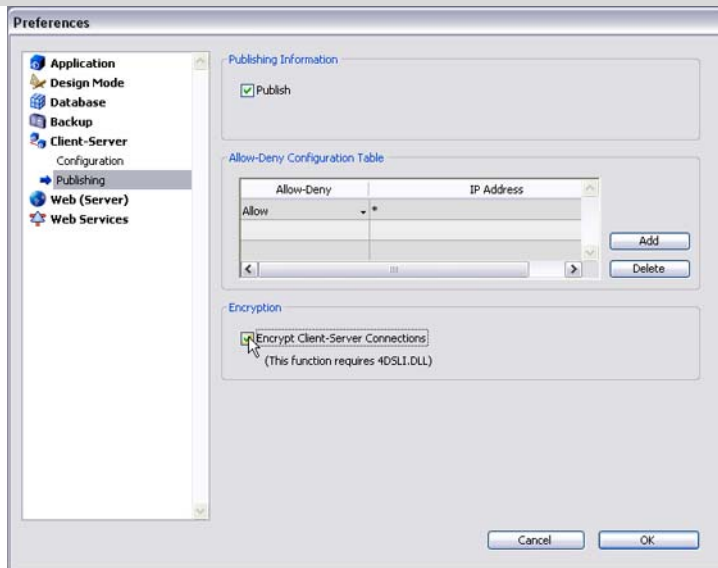 Preferences
Application
Design Mode
Database
Backup
Client-Server
Configuration
Publishing
Web (Server)
Web Services
Publishing Information
Publish
Allow-Deny Configuration Table
Allow-Deny IP Address
Allow *
Add
Delete
Encryption
Encrypt Client-Server Connections
(This function requires 4DSLI.DLL)
Cancel OK